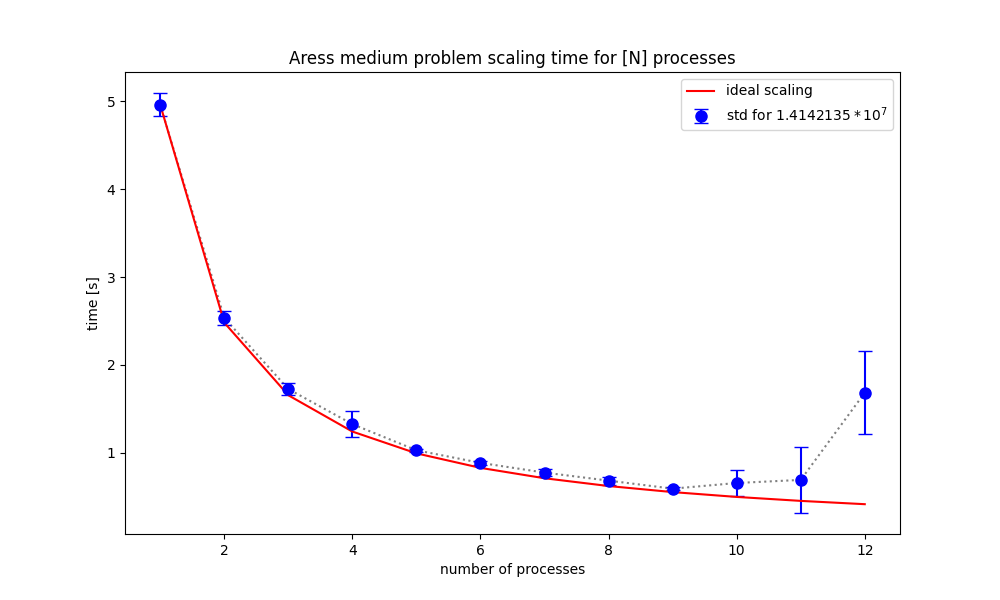 Aress medium problem scaling time for [N] processes
ideal scaling
std for 1.4142135 * 10^7
time [s]
5
4
3
2
1
2 4 6 8 10 12
number of processes